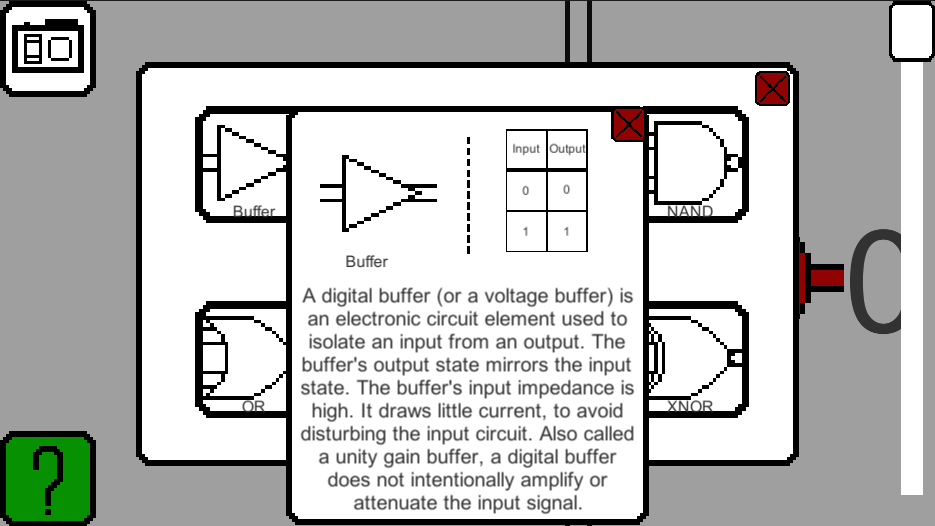 Input Output
0 0
1 1
Buffer
NAND
Buffer
A digital buffer (or a voltage buffer) is
an electronic circuit element used to
isolate an input from an output. The
buffer's output state mirrors the input
state. The buffer's input impedance is
high. It draws little current, to avoid
disturbing the input circuit. Also called
a unity gain buffer, a digital buffer
does not intentionally amplify or
attenuate the input signal.
OR
XNOR
0
?